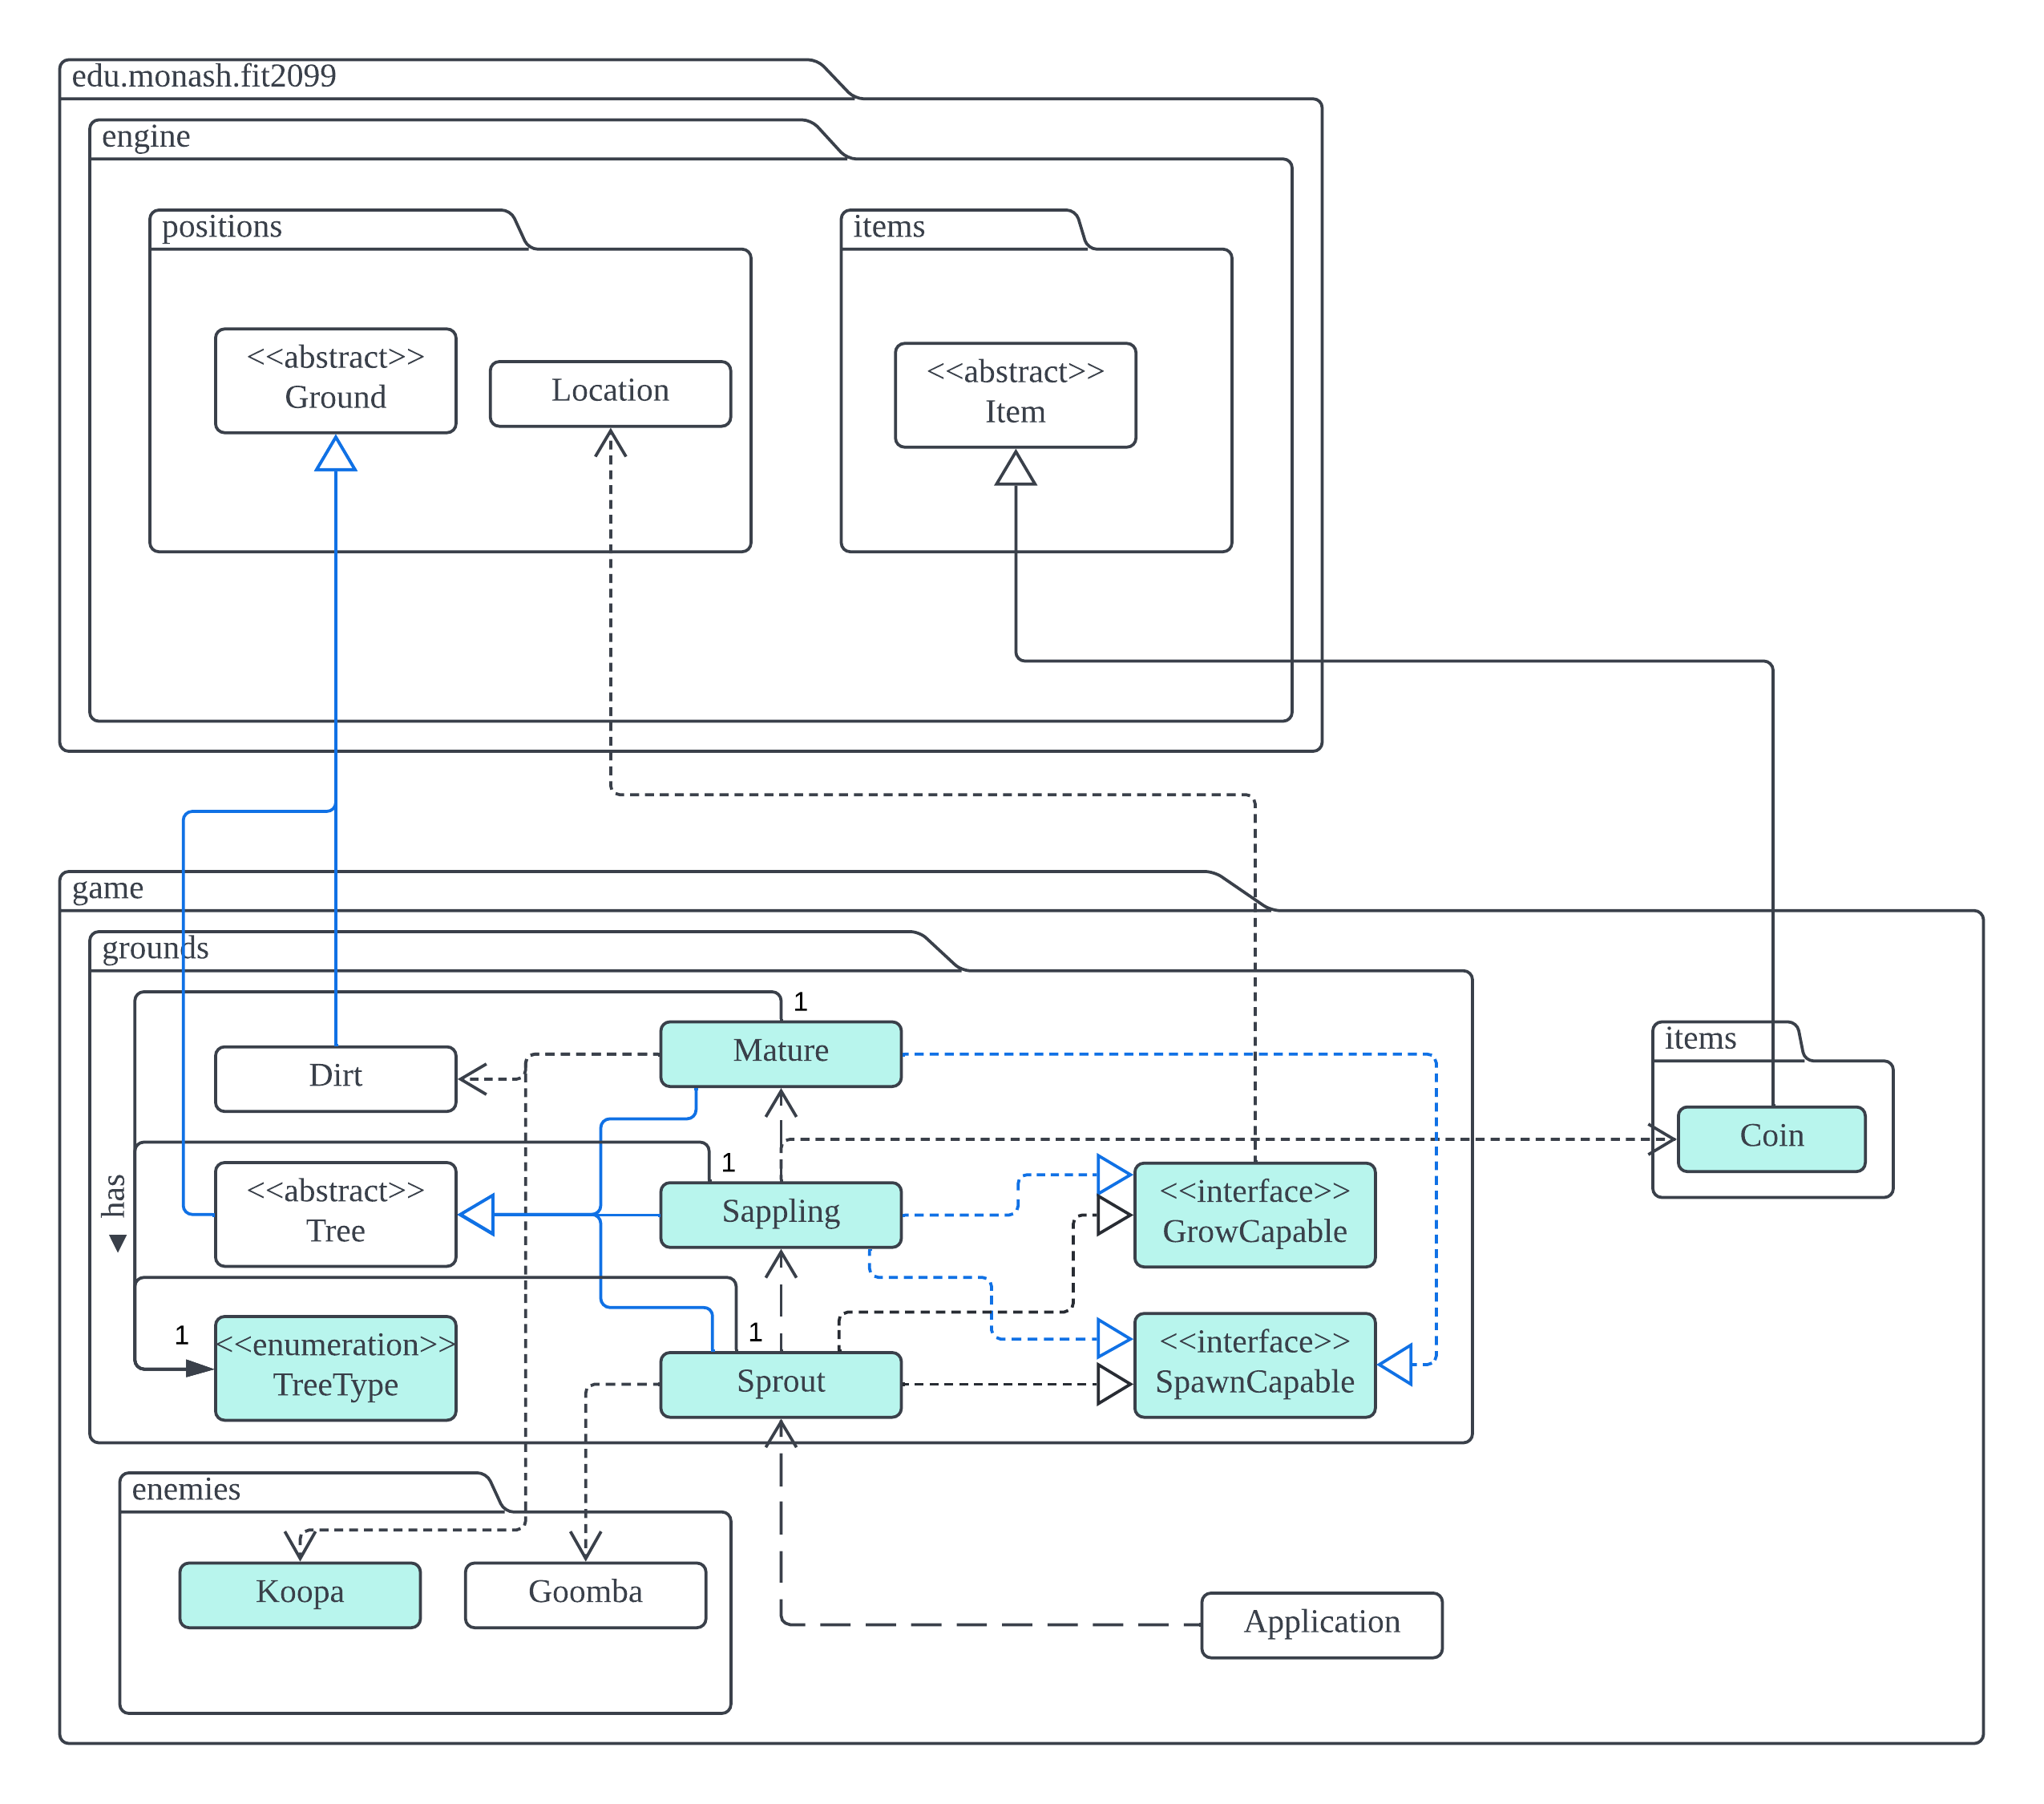 edu.monash.fit2099
engine
positions
items
<<abstract>>
Ground
Location
<<abstract>>
Item
game
grounds
1
Mature
items
Dirt
Coin
1
has
<<abstract>>
Tree
Sappling
<<interface>>
GrowCapable
1
1
<<enumeration>>
TreeType
Sprout
<<interface>>
SpawnCapable
enemies
Koopa
Goomba
Application